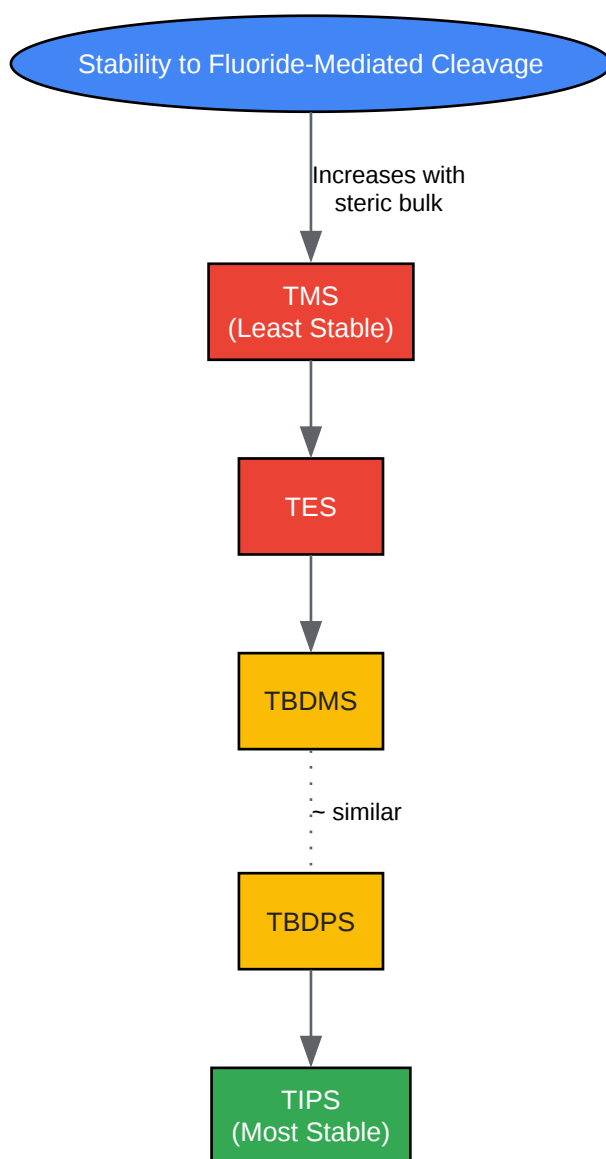 Stability to Fluoride-Mediated Cleavage
Increases with
steric bulk
TMS
(Least Stable)
TES
TBDMS
~ similar
TBDPS
TIPS
(Most Stable)